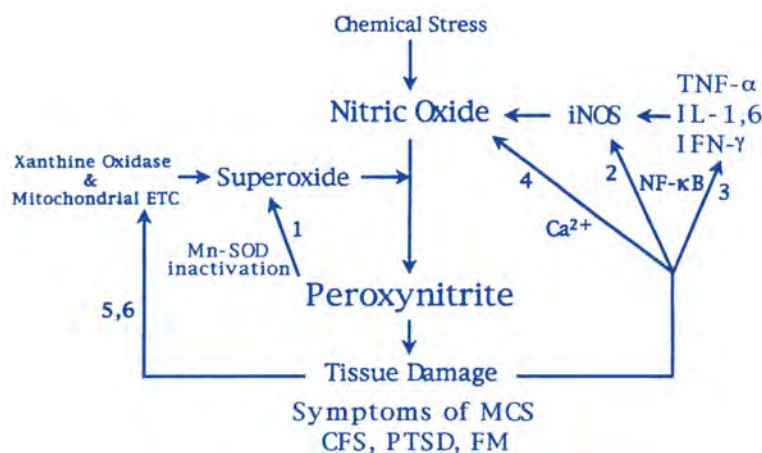 Chemical Stress
Nitric Oxide
iNOS
TNF-α
IL-1,6
IFN-γ
Xanthine Oxidase
&
Mitochondrial ETC
Superoxide
4
2
NF-κB
3
Ca²⁺
1
Mn-SOD
inactivation
Peroxynitrite
5,6
Tissue Damage
Symptoms of MCS
CFS, PTSD, FM